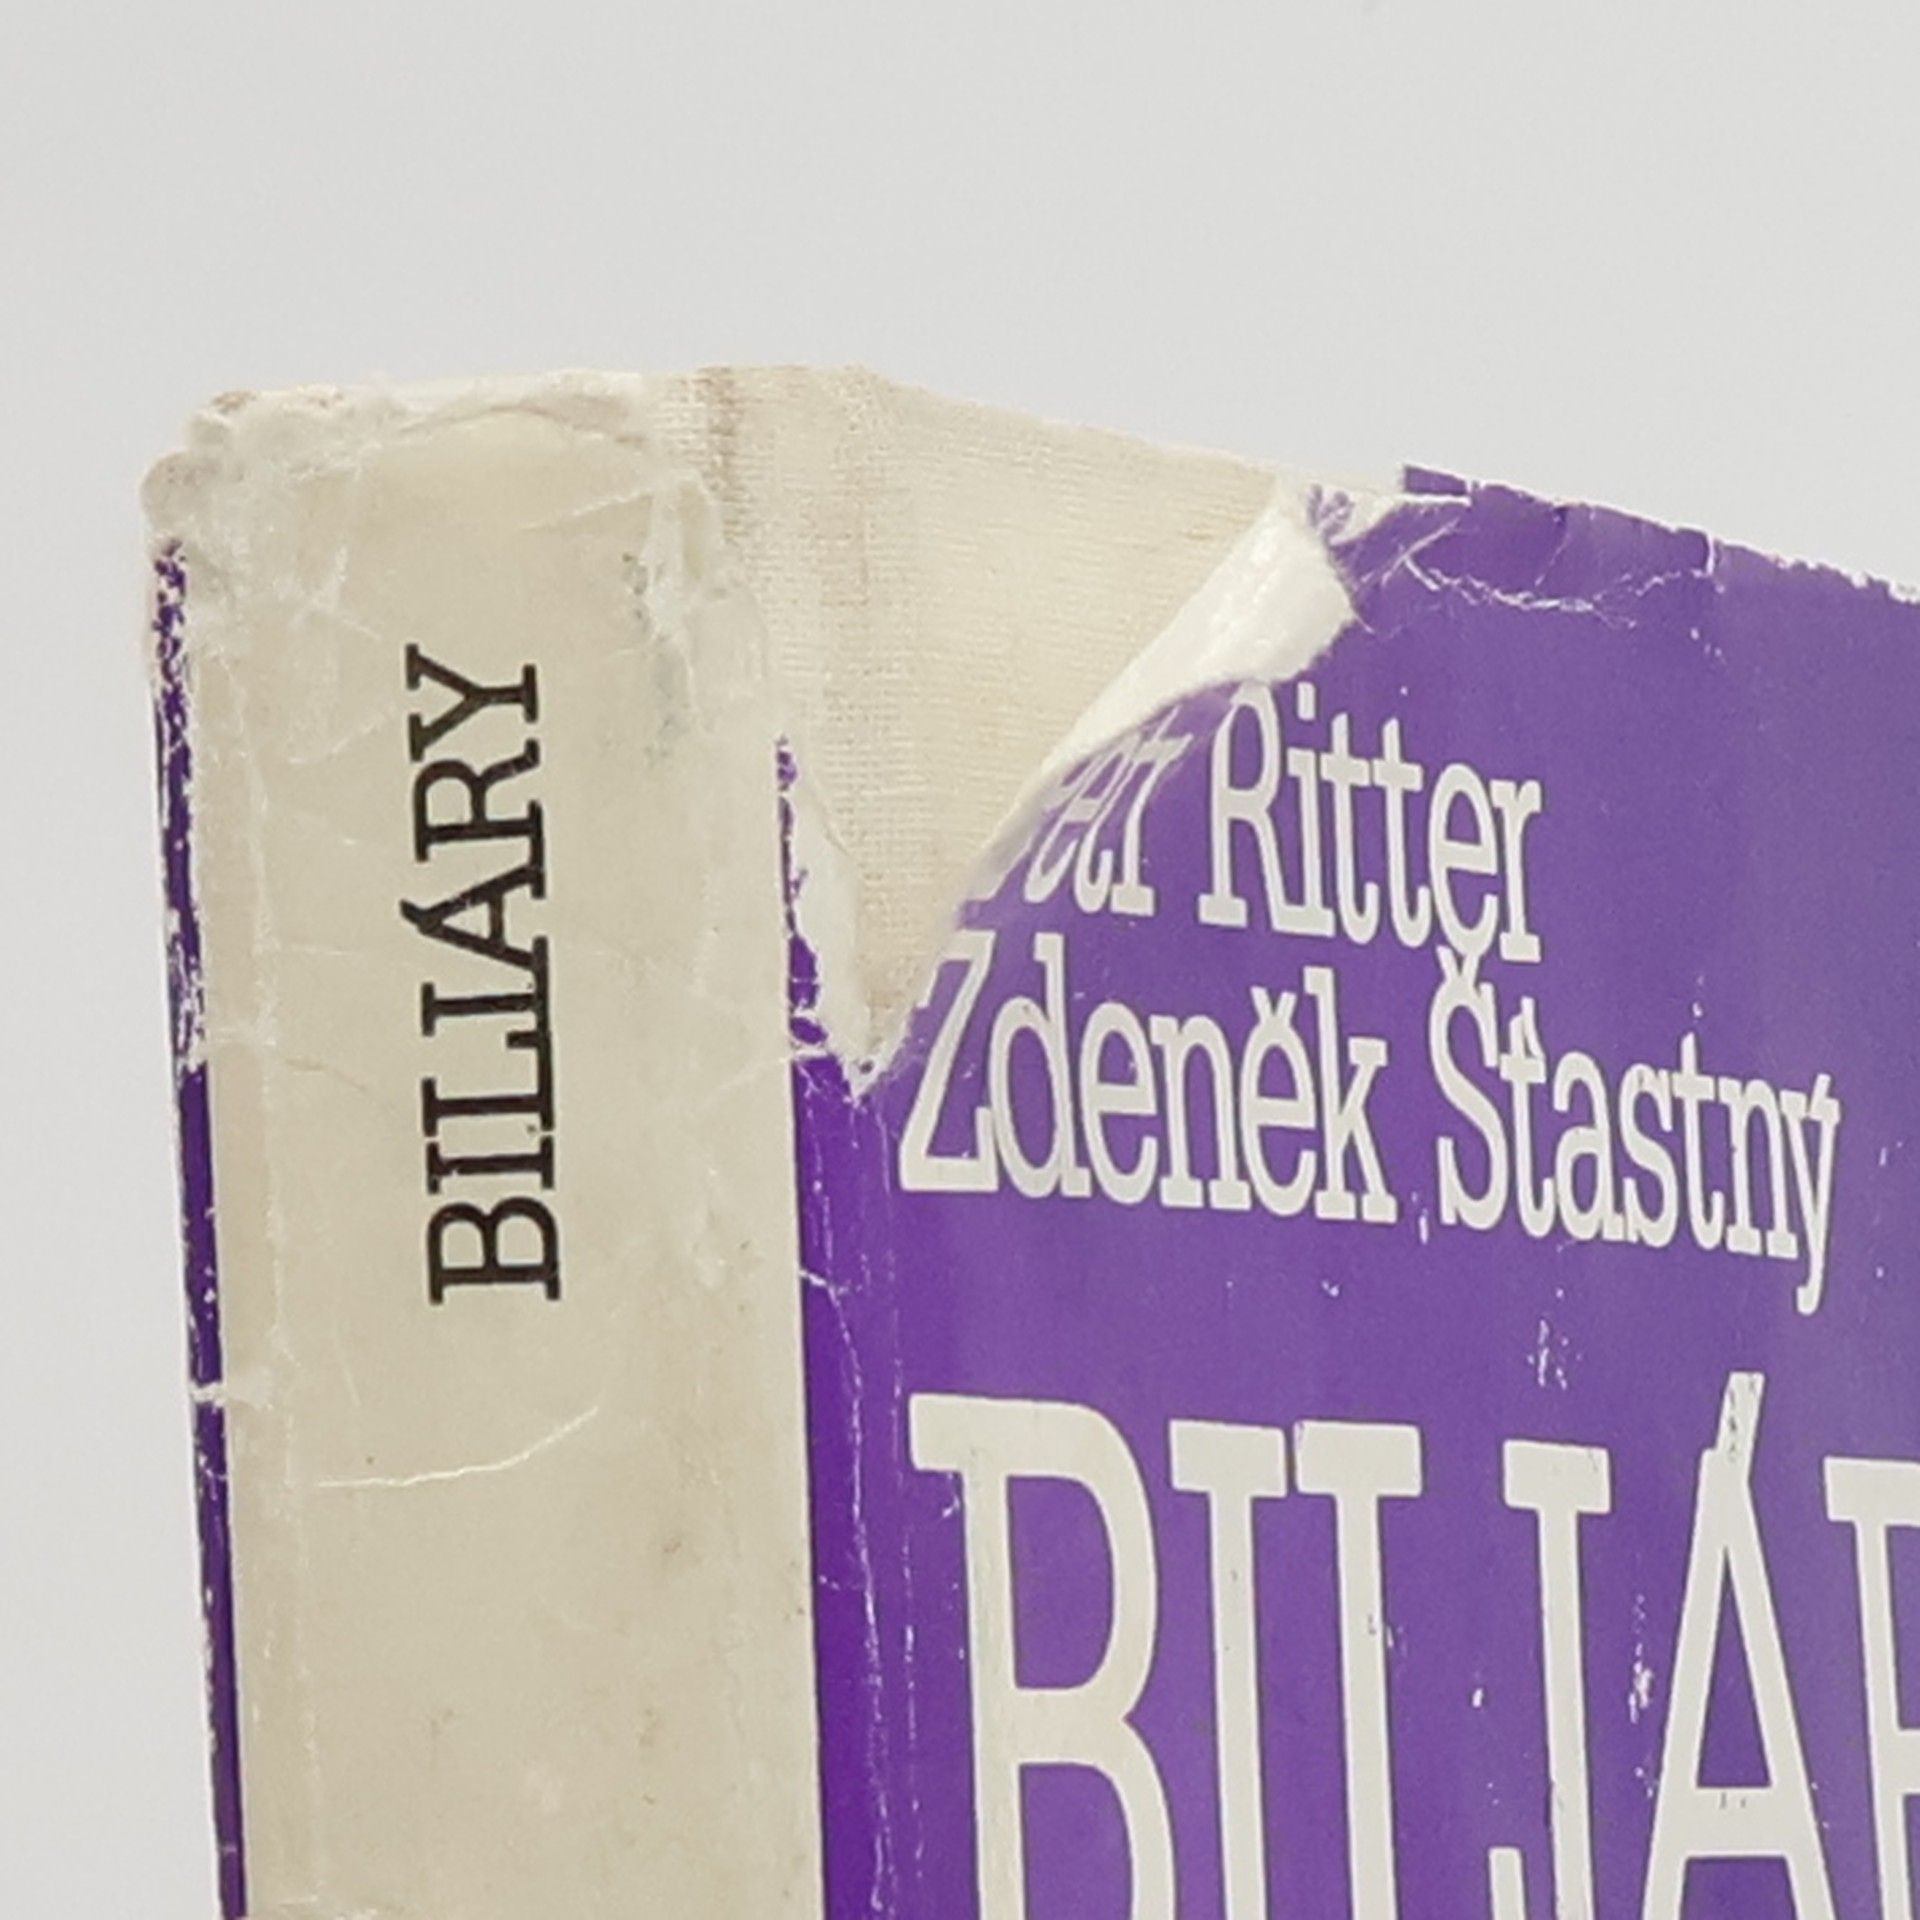 BILIÁRY
Ritter
Zdeněk Šťastný